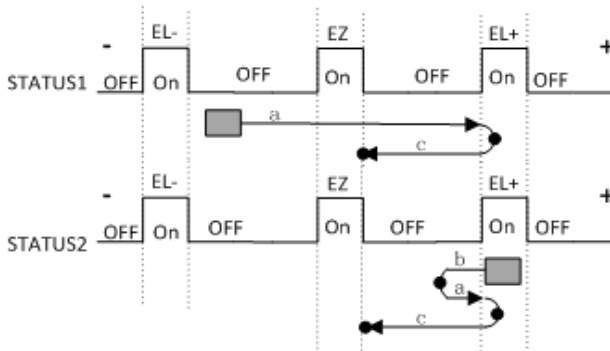 - EL- EZ EL+ +
STATUS1 OFF On OFF On OFF On OFF
a
c
- EL- EZ EL+ +
STATUS2 OFF On OFF On OFF On OFF
b
a
c